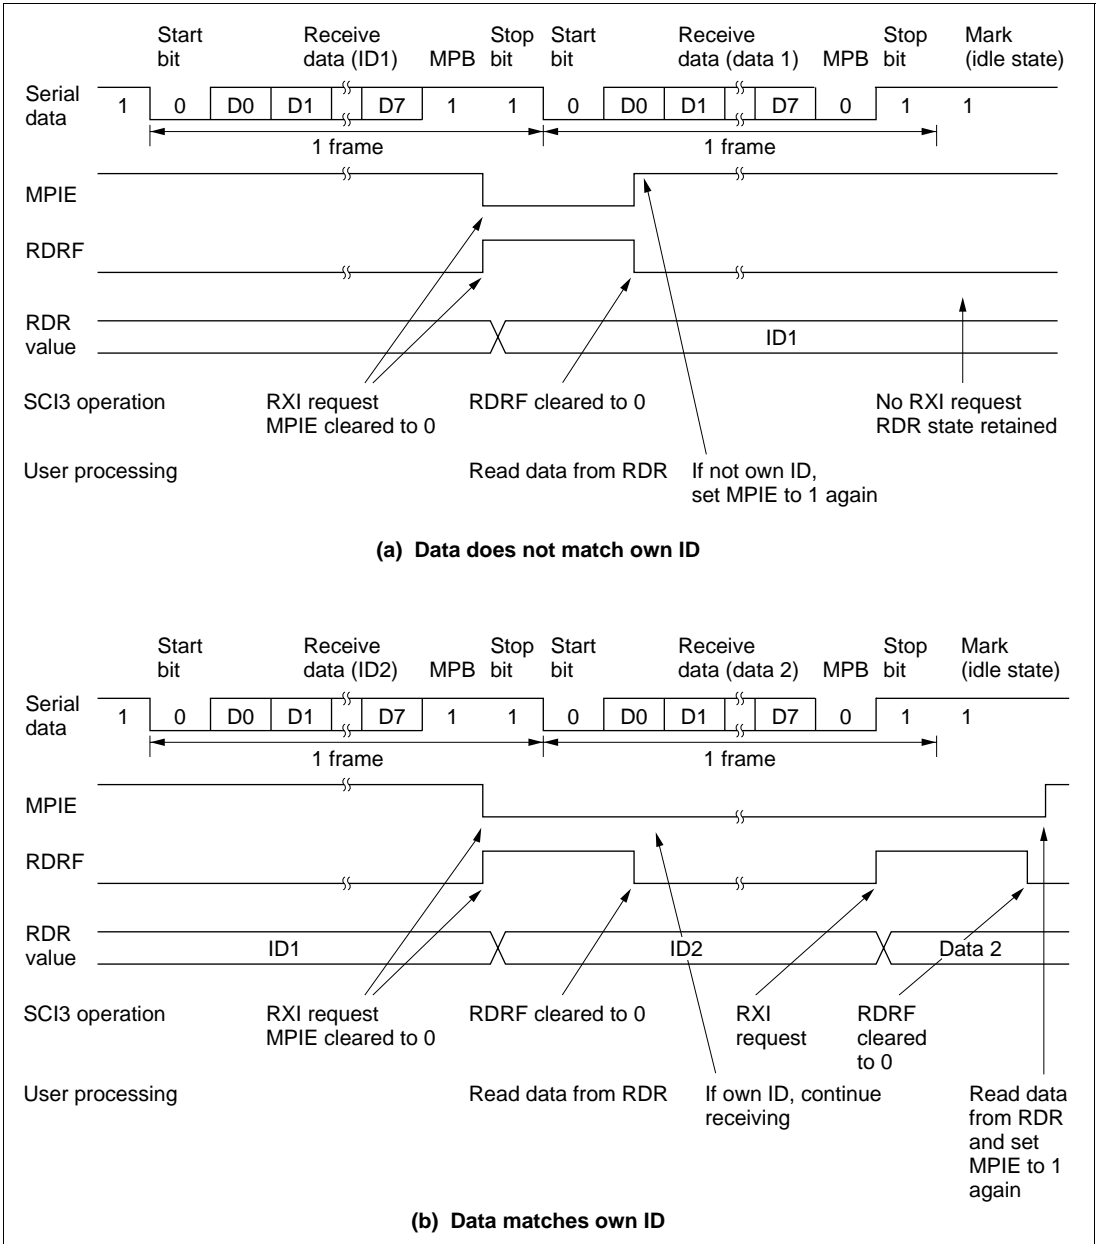 Start bit Receive data (ID1) MPB Stop bit Start bit Receive data (data 1) MPB Stop bit Mark (idle state)
Serial data 1 0 D0 D1 D7 1 1 0 D0 D1 D7 0 1 1
1 frame 1 frame
MPIE
RDRF
RDR value ID1
SCI3 operation RXI request MPIE cleared to 0 RDRF cleared to 0 No RXI request RDR state retained
User processing Read data from RDR If not own ID, set MPIE to 1 again
(a) Data does not match own ID
Start bit Receive data (ID2) MPB Stop bit Start bit Receive data (data 2) MPB Stop bit Mark (idle state)
Serial data 1 0 D0 D1 D7 1 1 0 D0 D1 D7 0 1 1
1 frame 1 frame
MPIE
RDRF
RDR value ID1 ID2 Data 2
SCI3 operation RXI request MPIE cleared to 0 RDRF cleared to 0 RXI request RDRF cleared to 0
User processing Read data from RDR If own ID, continue receiving Read data from RDR and set MPIE to 1 again
(b) Data matches own ID